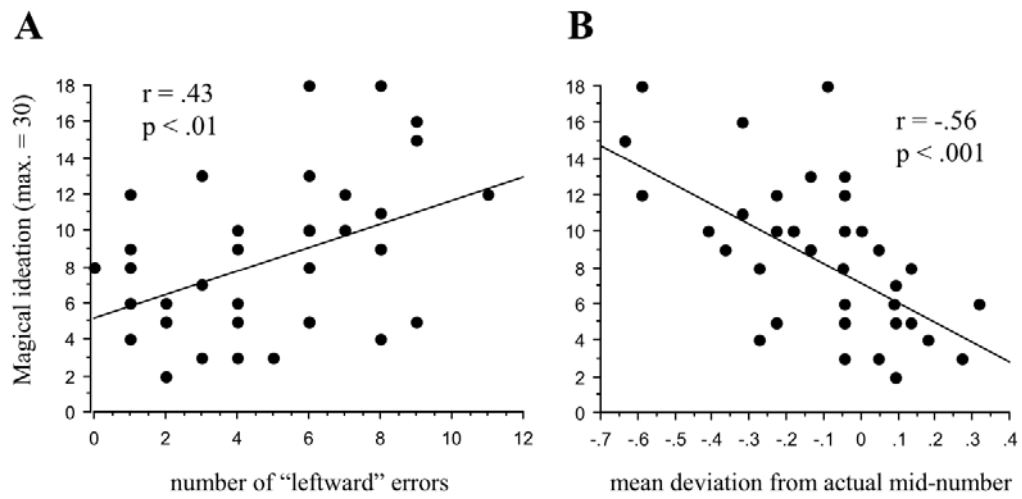 A
B
Magical ideation (max. = 30)
r = .43
p < .01
18
16
14
12
10
8
6
4
2
0
0 2 4 6 8 10 12
number of “leftward” errors
r = -.56
p < .001
18
16
14
12
10
8
6
4
2
0
-.7 -.6 -.5 -.4 -.3 -.2 -.1 0 .1 .2 .3 .4
mean deviation from actual mid-number